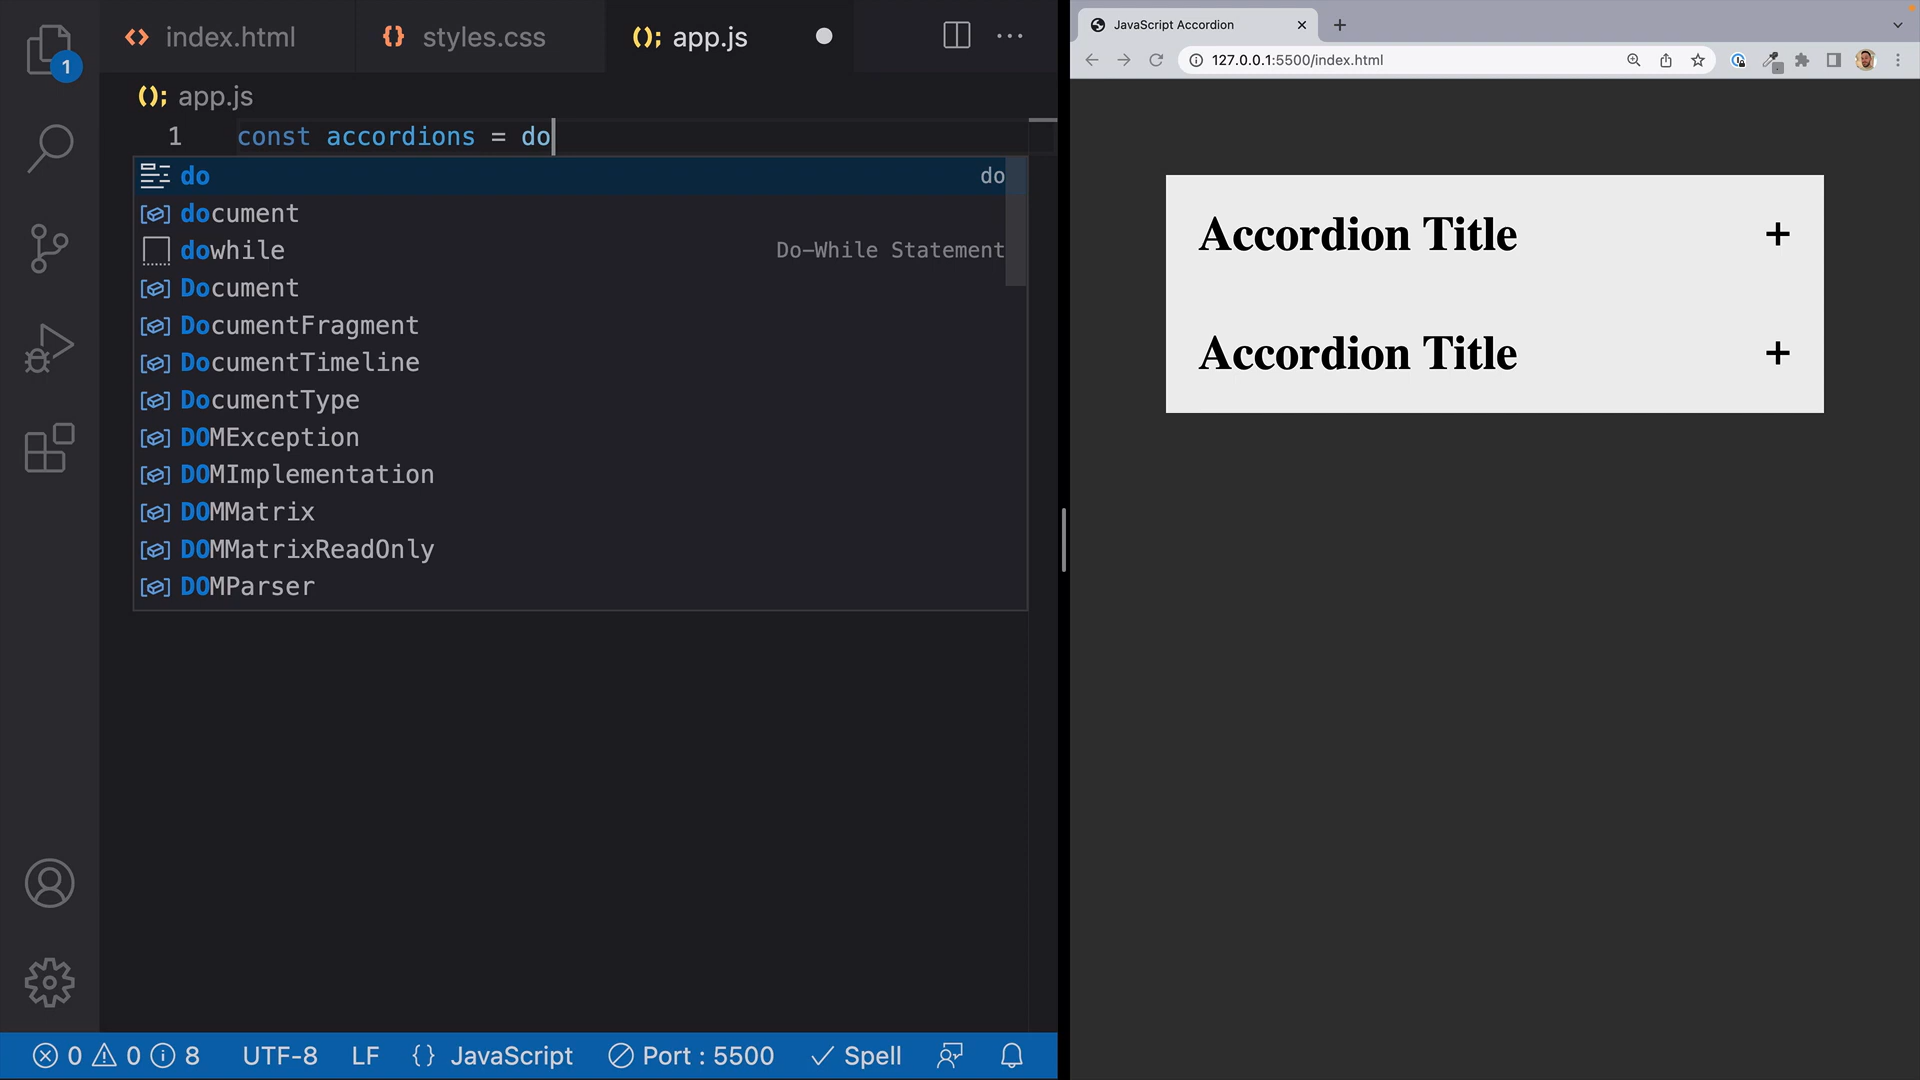 index.html
styles.css
(); app.js
1
(); app.js
1 const accordions = do
do do
document
dowhile Do-While Statement
Document
DocumentFragment
DocumentTimeline
DocumentType
DOMException
DOMImplementation
DOMMatrix
DOMMatrixReadOnly
DOMParser
0 0 8 UTF-8 LF {} JavaScript Port : 5500 Spell
JavaScript Accordion
127.0.0.1:5500/index.html
Accordion Title +
Accordion Title +